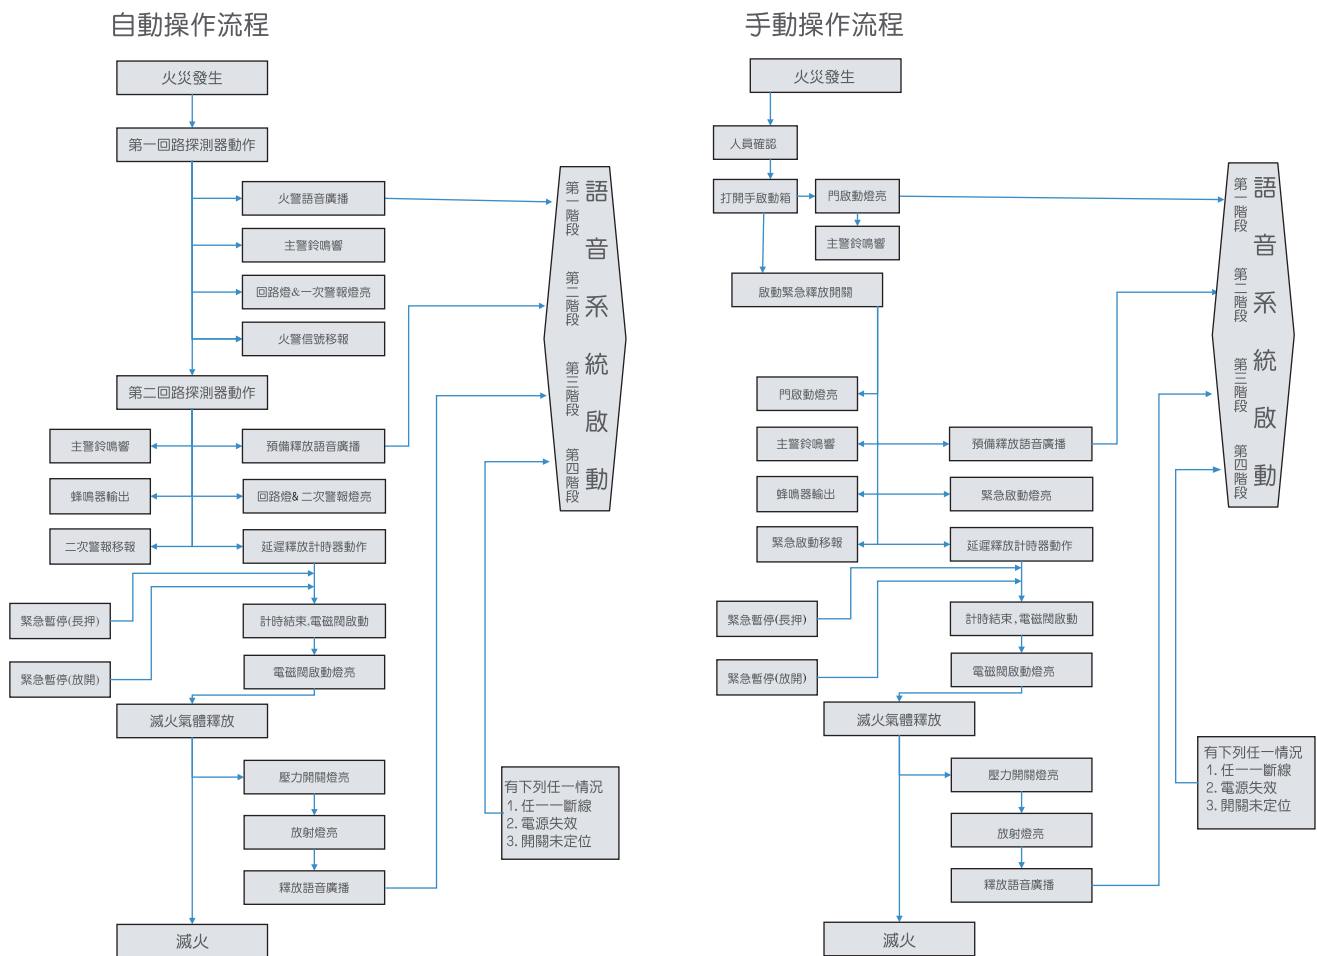 自動操作流程
火災發生
第一回路探測器動作
火警語音廣播
主警鈴鳴響
回路燈&一次警報燈亮
火警信號移報
第二回路探測器動作
主警鈴鳴響
預備釋放語音廣播
蜂鳴器輸出
回路燈& 二次警報燈亮
二次警報移報
延遲釋放計時器動作
緊急暫停(長押)
計時結束,電磁閥啟動
緊急暫停(放開)
電磁閥啟動燈亮
滅火氣體釋放
壓力開關燈亮
放射燈亮
釋放語音廣播
滅火
語音系統啟動
第一階段
第二階段
第三階段
第四階段
有下列任一情況
1. 任一一斷線
2. 電源失效
3. 開關未定位
手動操作流程
火災發生
人員確認
打開手啟動箱
門啟動燈亮
主警鈴鳴響
啟動緊急釋放開關
門啟動燈亮
主警鈴鳴響
預備釋放語音廣播
蜂鳴器輸出
緊急啟動燈亮
緊急啟動移報
延遲釋放計時器動作
緊急暫停(長押)
計時結束,電磁閥啟動
緊急暫停(放開)
電磁閥啟動燈亮
滅火氣體釋放
壓力開關燈亮
放射燈亮
釋放語音廣播
滅火
語音系統啟動
第一階段
第二階段
第三階段
第四階段
有下列任一情況
1. 任一一斷線
2. 電源失效
3. 開關未定位